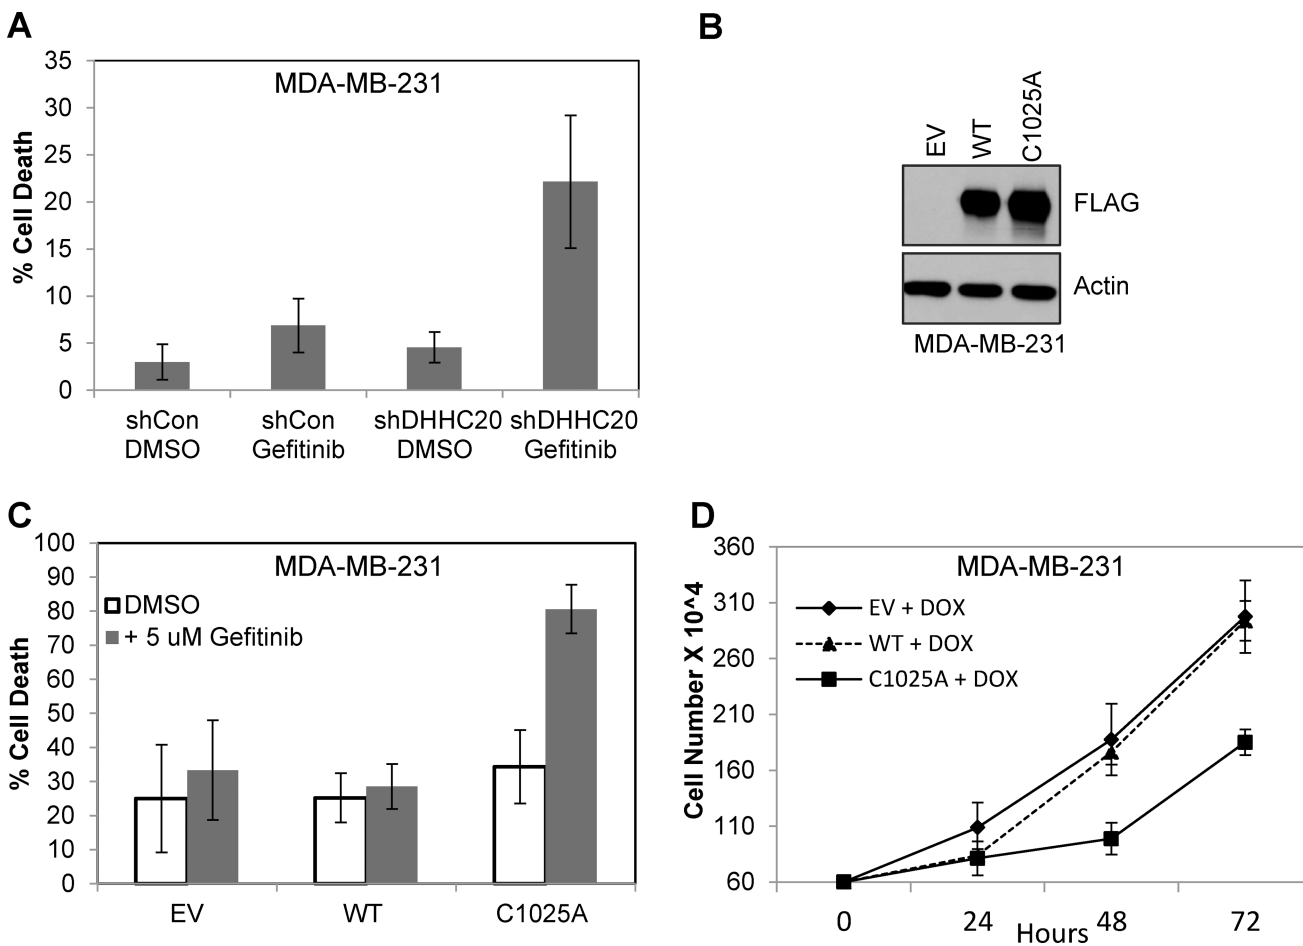 A
MDA-MB-231
% Cell Death
35
30
25
20
15
10
5
0
shCon
DMSO
shCon
Gefitinib
shDHHC20
DMSO
shDHHC20
Gefitinib
B
EV
WT
C1025A
FLAG
Actin
MDA-MB-231
C
MDA-MB-231
% Cell Death
100
90
80
70
60
50
40
30
20
10
0
DMSO
+ 5 uM Gefitinib
EV
WT
C1025A
D
MDA-MB-231
Cell Number X 10^4
360
310
260
210
160
110
60
EV + DOX
WT + DOX
C1025A + DOX
0
24
48
72
Hours